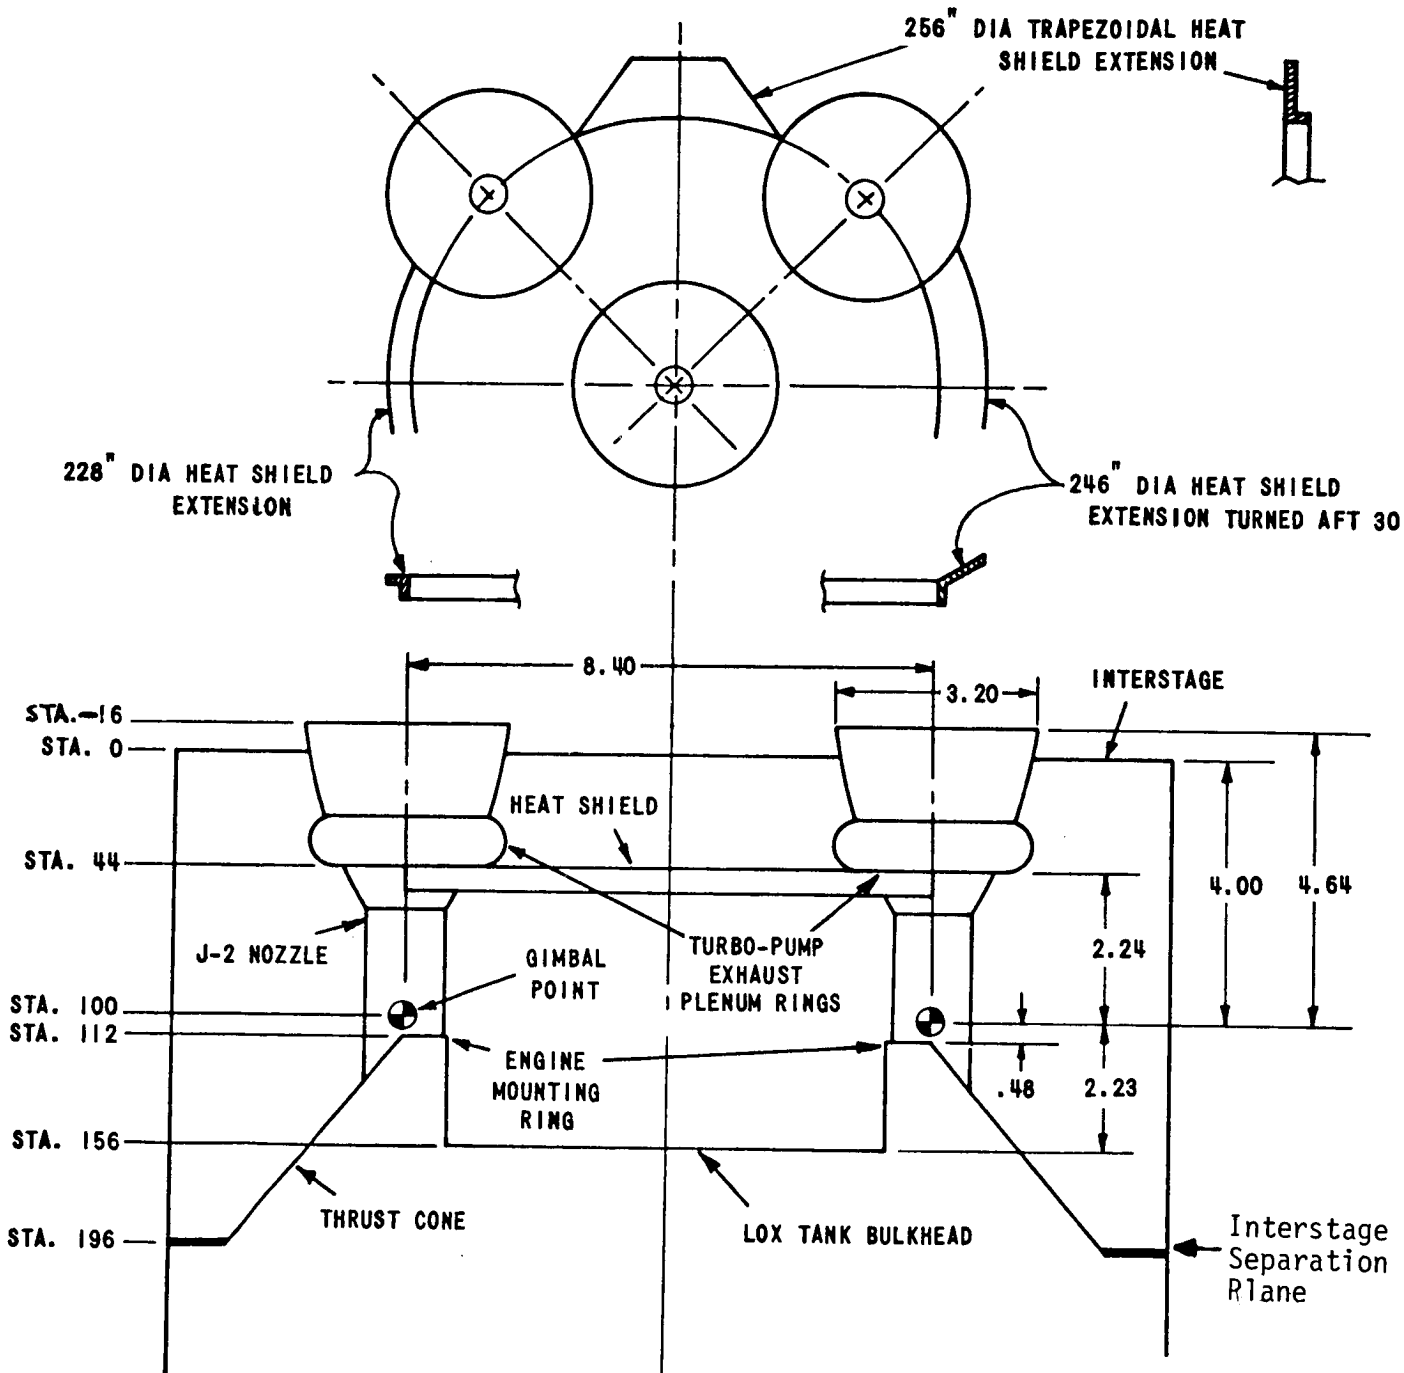 256" DIA TRAPEZOIDAL HEAT
SHIELD EXTENSION
228" DIA HEAT SHIELD
EXTENSION
246" DIA HEAT SHIELD
EXTENSION TURNED AFT 30
8.40
3.20
INTERSTAGE
STA.-16
STA. 0
HEAT SHIELD
STA. 44
4.00
4.64
J-2 NOZZLE
GIMBAL
POINT
TURBO-PUMP
EXHAUST
PLENUM RINGS
2.24
STA. 100
STA. 112
ENGINE
MOUNTING
RING
.48
2.23
STA. 156
THRUST CONE
LOX TANK BULKHEAD
STA. 196
Interstage
Separation
Rlane